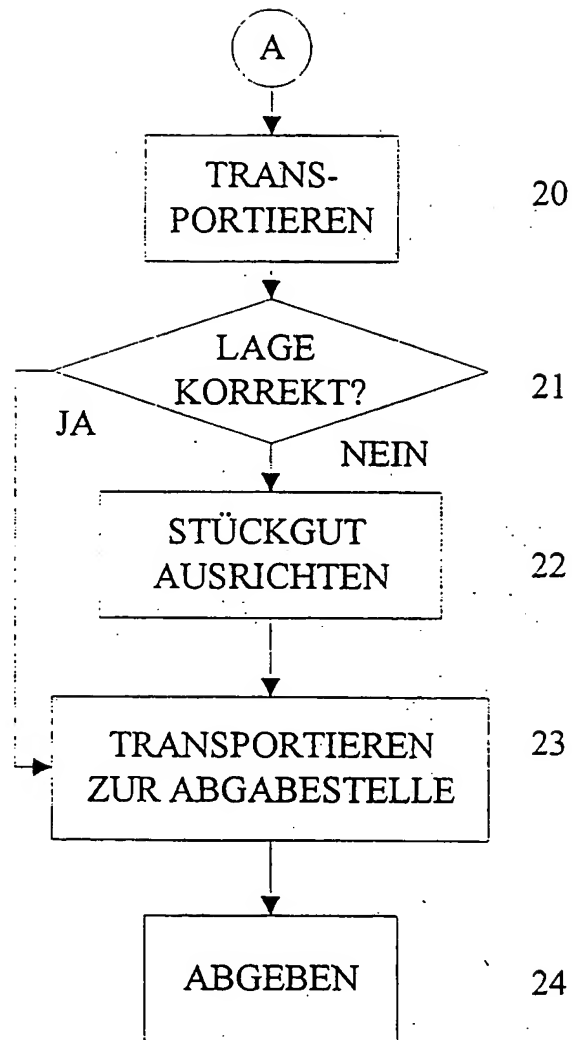 A
TRANS-
PORTIEREN
20
LAGE
KORREKT?
21
JA
NEIN
STÜCKGUT
AUSRICHTEN
22
TRANSPORTIEREN
ZUR ABGABESTELLE
23
ABGEBEN
24